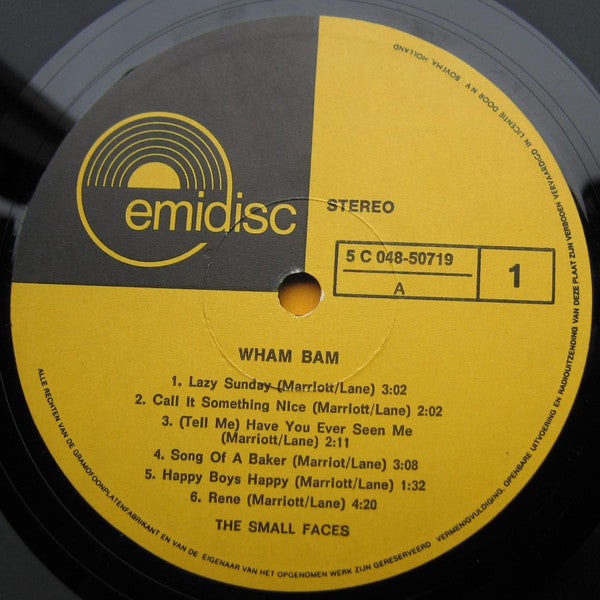 emidisc
STEREO
5 C 048-50719
A
1
WHAM BAM
1. Lazy Sunday (Marriott/Lane) 3:02
2. Call It Something Nice (Marriott/Lane) 2:02
3. (Tell Me) Have You Ever Seen Me
(Marriott/Lane) 2:11
4. Song Of A Baker (Marriot/Lane) 3:08
5. Happy Boys Happy (Marriott/Lane) 1:32
6. Rene (Marriott/Lane) 4:20
THE SMALL FACES
ALLE RECHTEN VAN DE GRAMOFOONPLATENFABRIKANT EN VAN DE EIGENAAR VAN HET OPGENOMEN WERK ZIJN GERESERVEERD VERMENIGVULDIGING, OPENBARE UITVOERING EN RADIOUITZENDING VAN DEZE PLAAT ZIJN VERBODEN VERVAARDIGD IN LICENTIE DOOR N.V. BOVEMA, HOLLAND